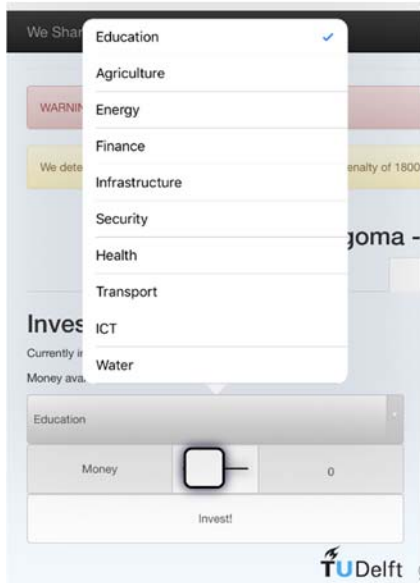 We Shar
Education
Agriculture
WARNIN
Energy
Finance
We dete
enalty of 1800
Infrastructure
Security
goma -
Health
Transport
Inves
ICT
Currently i
Water
Money ava
Education
Money
0
Invest!
TUDelft